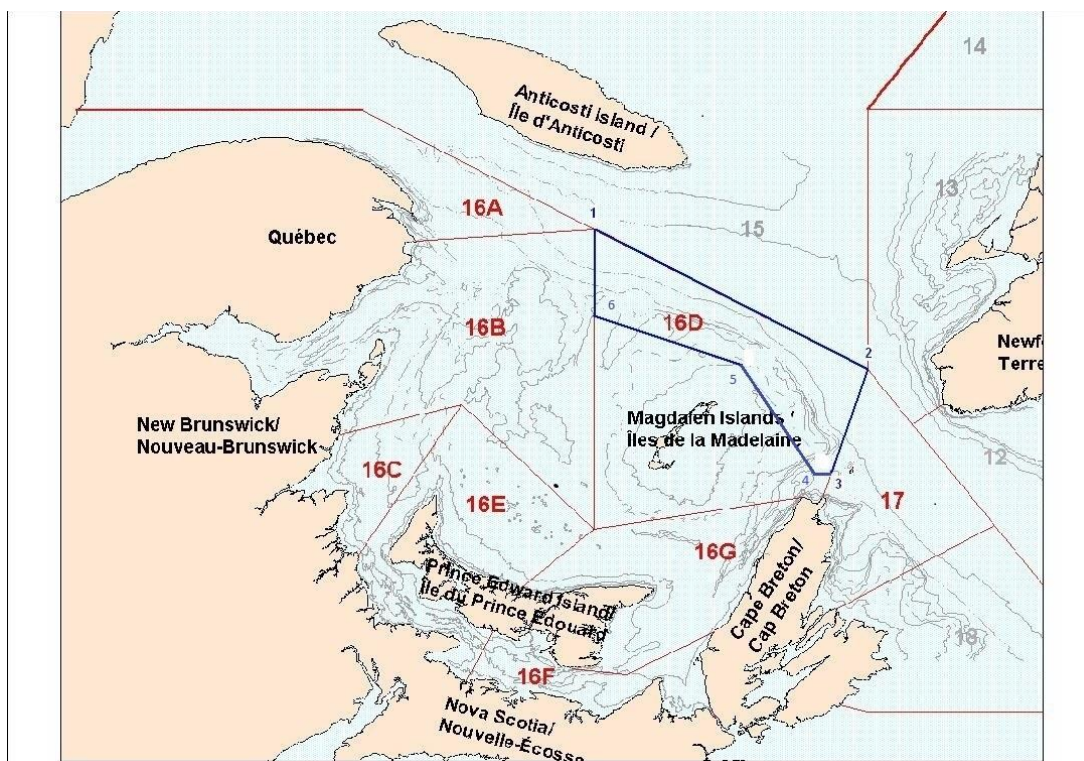 14
Anticosti island /
Île d'Anticosti
13
16A
1
15
Québec
6
16B
16D
2
5
Magdalen Islands /
Îles de la Madelaine
New Brunswick/
Nouveau-Brunswick
16C
4
3
12
17
16E
16G
Prince Edward Island/
Île du Prince Édouard
Cape Breton/
Cap Breton
18
16F
Nova Scotia/
Nouvelle-Écosse